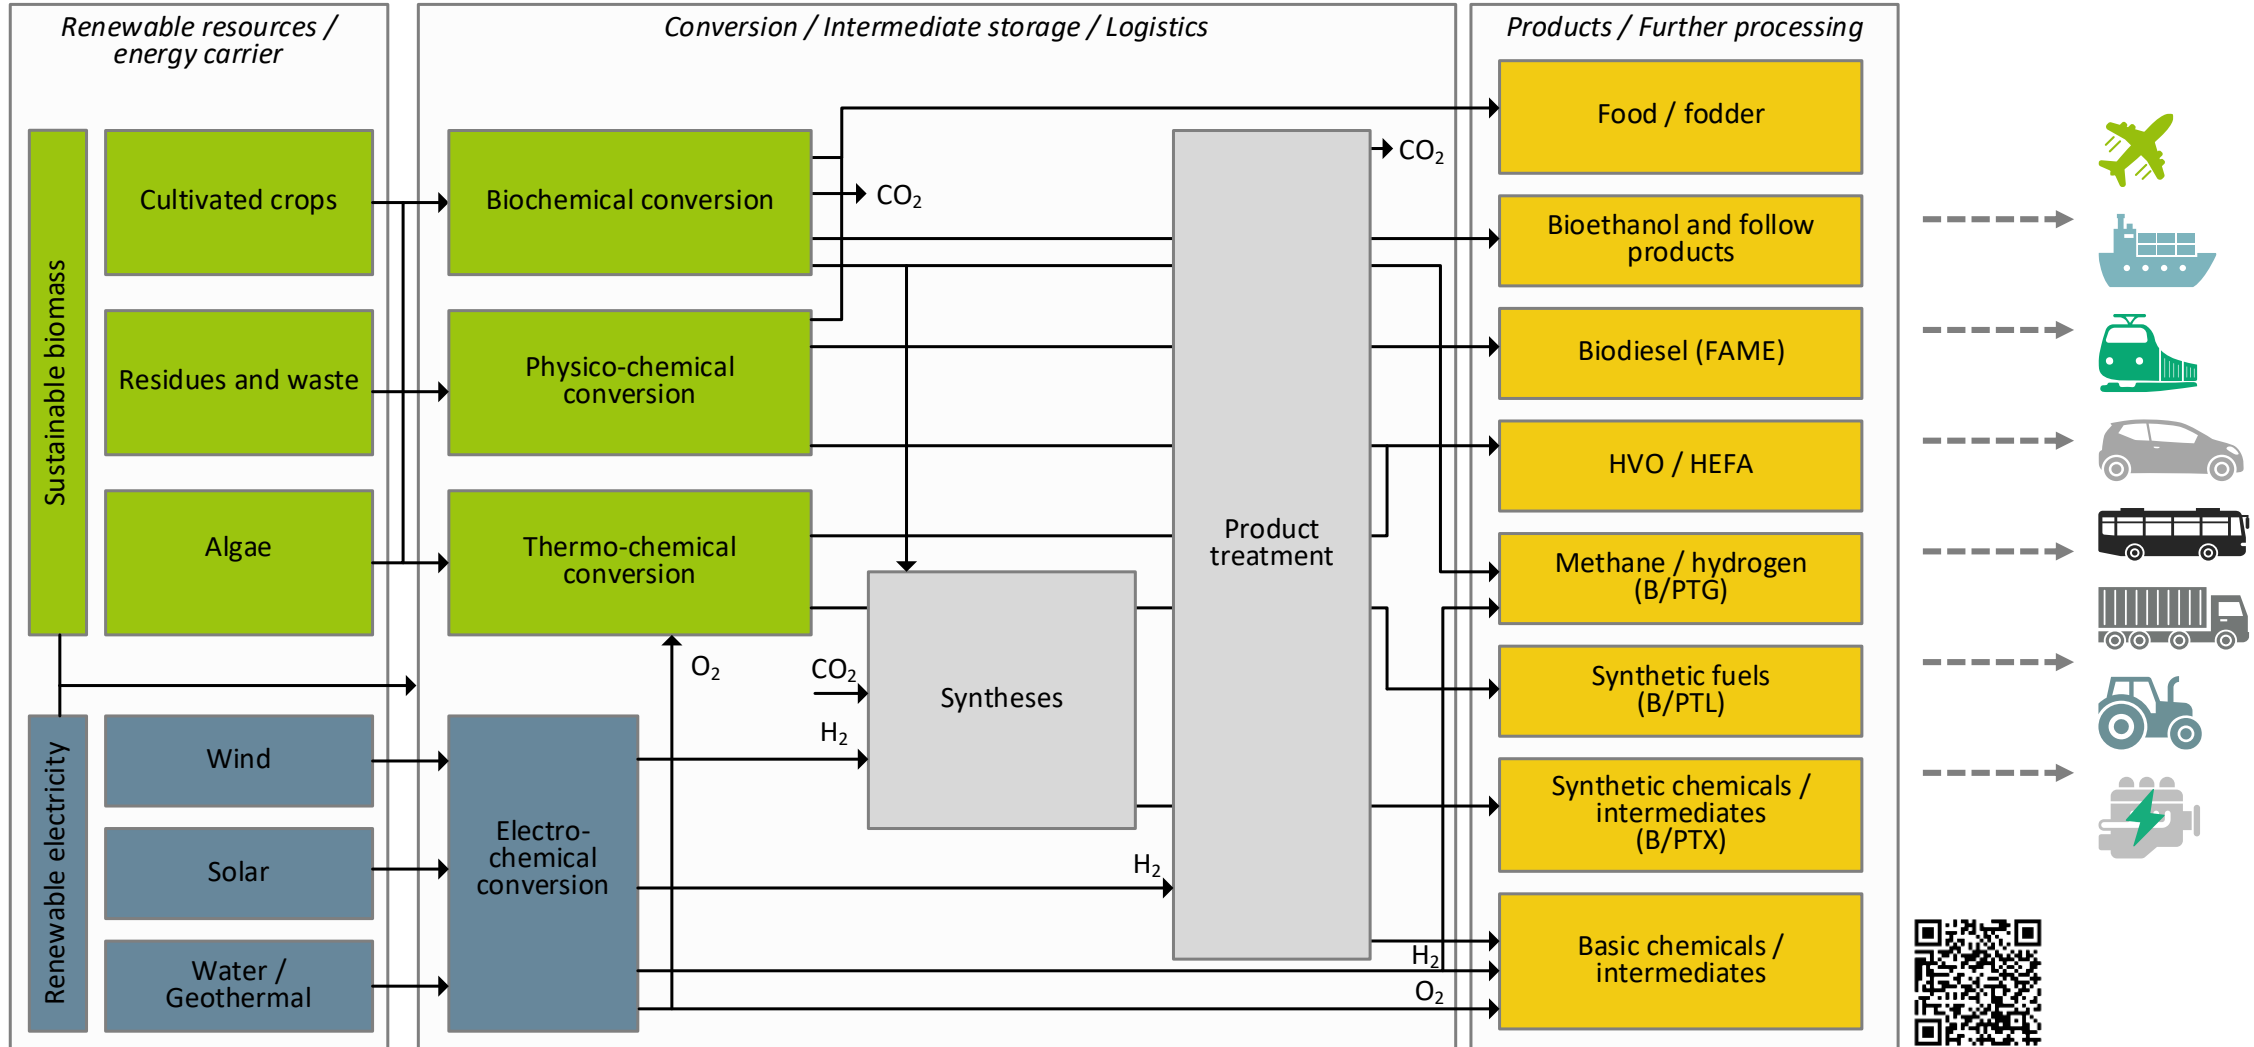 Renewable resources /
energy carrier
Conversion / Intermediate storage / Logistics
Products / Further processing
Sustainable biomass
Cultivated crops
Residues and waste
Algae
Renewable electricity
Wind
Solar
Water /
Geothermal
Biochemical conversion
CO₂
Physico-chemical
conversion
Thermo-chemical
conversion
O₂
CO₂
H₂
Syntheses
Electro-
chemical
conversion
H₂
Product
treatment
CO₂
H₂
O₂
Food / fodder
Bioethanol and follow
products
Biodiesel (FAME)
HVO / HEFA
Methane / hydrogen
(B/PTG)
Synthetic fuels
(B/PTL)
Synthetic chemicals /
intermediates
(B/PTX)
Basic chemicals /
intermediates